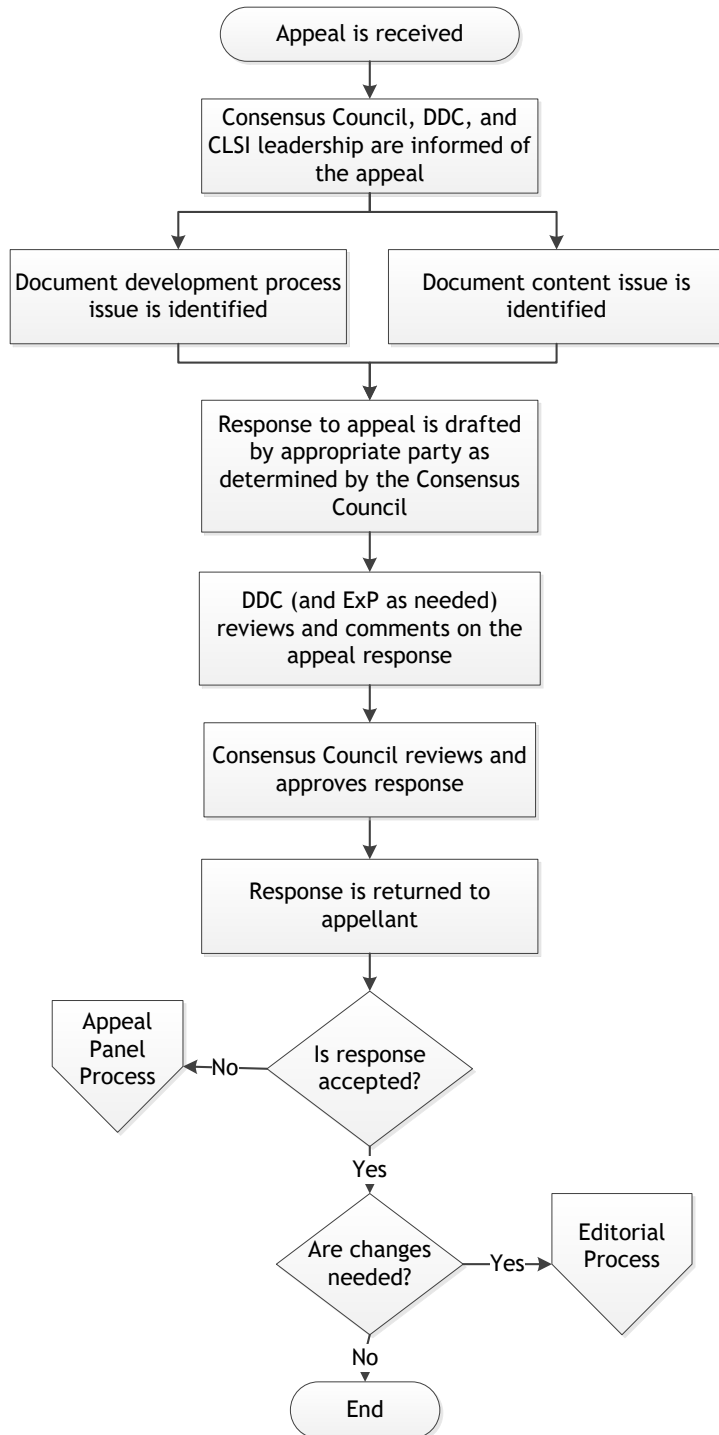 Appeal is received
Consensus Council, DDC, and
CLSI leadership are informed of
the appeal
Document development process
issue is identified
Document content issue is
identified
Response to appeal is drafted
by appropriate party as
determined by the Consensus
Council
DDC (and ExP as needed)
reviews and comments on the
appeal response
Consensus Council reviews and
approves response
Response is returned to
appellant
Appeal
Panel
Process
No
Is response
accepted?
Yes
Are changes
needed?
Yes
Editorial
Process
No
End